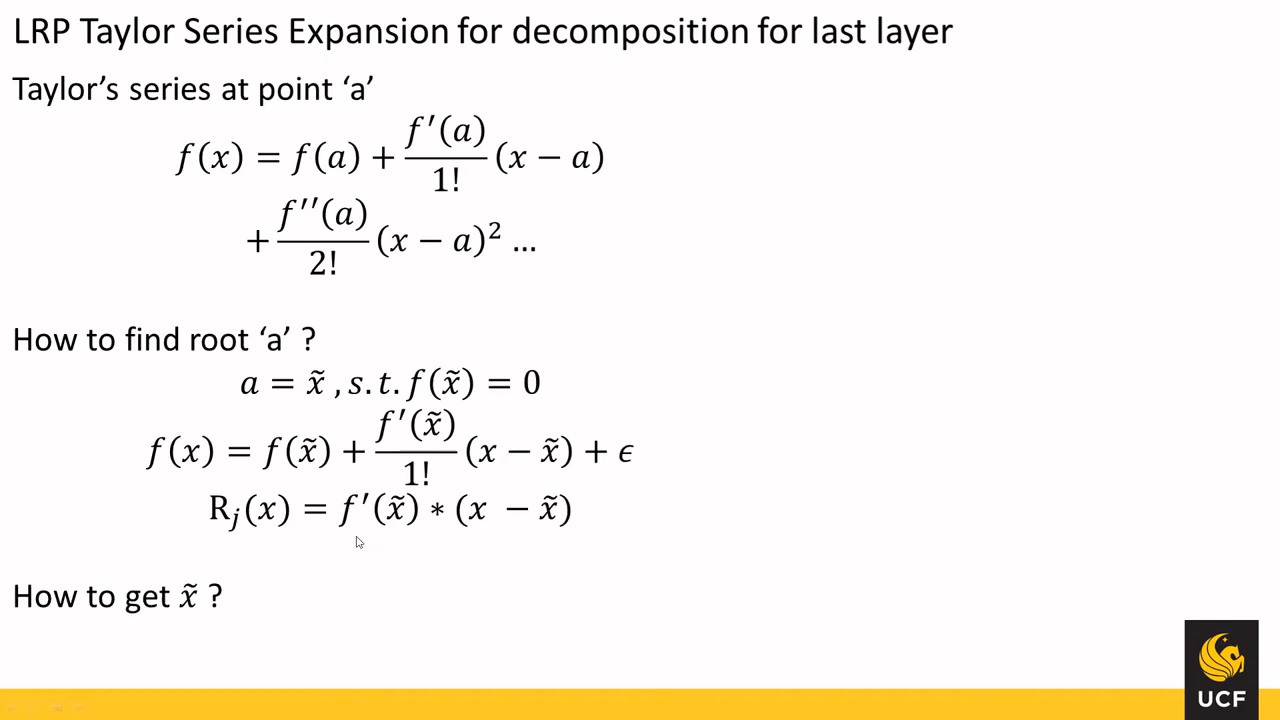 LRP Taylor Series Expansion for decomposition for last layer
Taylor’s series at point ‘a’
f(x) = f(a) + f′(a)/1! (x − a)
+ f′′(a)/2! (x − a)² …
How to find root ‘a’ ?
a = x̃ , s.t. f(x̃) = 0
f(x) = f(x̃) + f′(x̃)/1! (x − x̃) + ϵ
Rⱼ(x) = f′(x̃) ∗ (x − x̃)
How to get x̃ ?
UCF